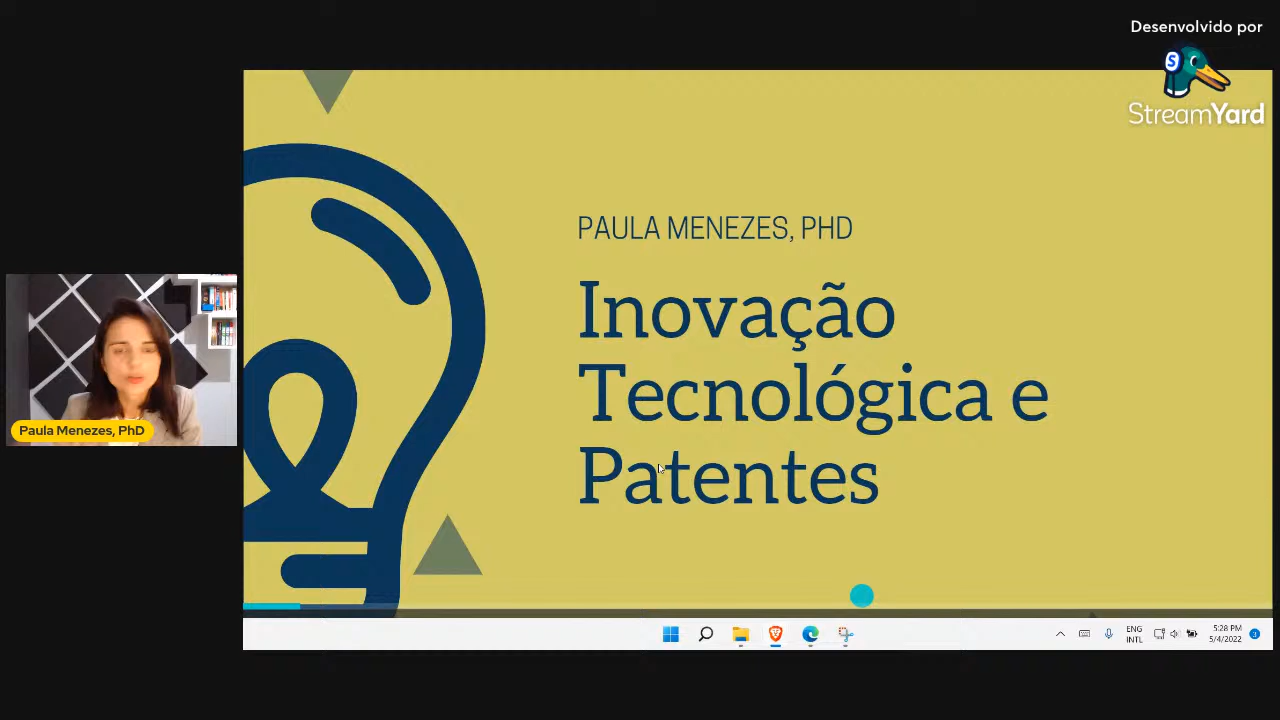 Desenvolvido por
S
StreamYard
PAULA MENEZES, PHD
Inovação
Tecnológica e
Patentes
Paula Menezes, PhD
ENG
INTL
5:28 PM
5/4/2022
3